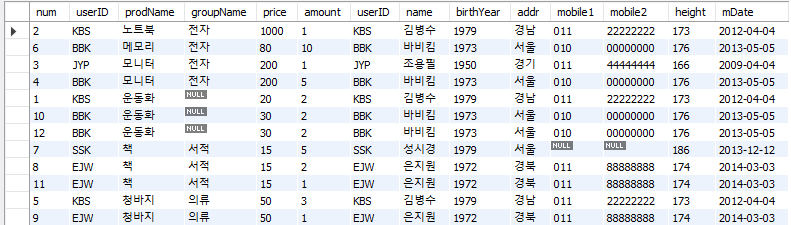 num userID prodName groupName price amount userID name birthYear addr mobile1 mobile2 height mDate
2 KBS 노트북 전자 1000 1 KBS 김병수 1979 경남 011 22222222 173 2012-04-04
6 BBK 메모리 전자 80 10 BBK 바비킴 1973 서울 010 00000000 176 2013-05-05
3 JYP 모니터 전자 200 1 JYP 조용필 1950 경기 011 44444444 166 2009-04-04
4 BBK 모니터 전자 200 5 BBK 바비킴 1973 서울 010 00000000 176 2013-05-05
1 KBS 운동화 NULL 20 2 KBS 김병수 1979 경남 011 22222222 173 2012-04-04
10 BBK 운동화 NULL 30 2 BBK 바비킴 1973 서울 010 00000000 176 2013-05-05
12 BBK 운동화 NULL 30 2 BBK 바비킴 1973 서울 010 00000000 176 2013-05-05
7 SSK 책 서적 15 5 SSK 성시경 1979 서울 NULL NULL 186 2013-12-12
8 EJW 책 서적 15 2 EJW 은지원 1972 경북 011 88888888 174 2014-03-03
11 EJW 책 서적 15 1 EJW 은지원 1972 경북 011 88888888 174 2014-03-03
5 KBS 청바지 의류 50 3 KBS 김병수 1979 경남 011 22222222 173 2012-04-04
9 EJW 청바지 의류 50 1 EJW 은지원 1972 경북 011 88888888 174 2014-03-03